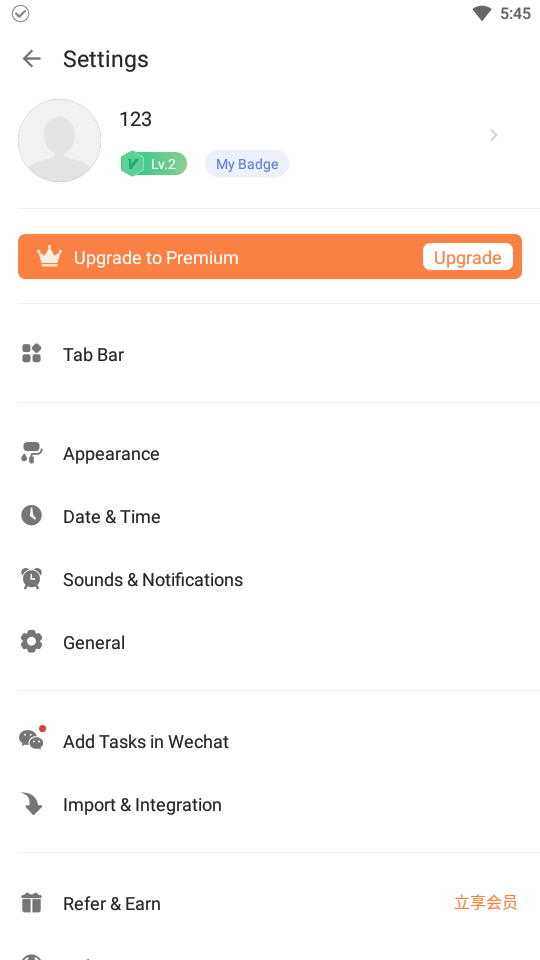 5:45
Settings
123
V Lv.2 My Badge
Upgrade to Premium Upgrade
Tab Bar
Appearance
Date & Time
Sounds & Notifications
General
Add Tasks in Wechat
Import & Integration
Refer & Earn 立享会员